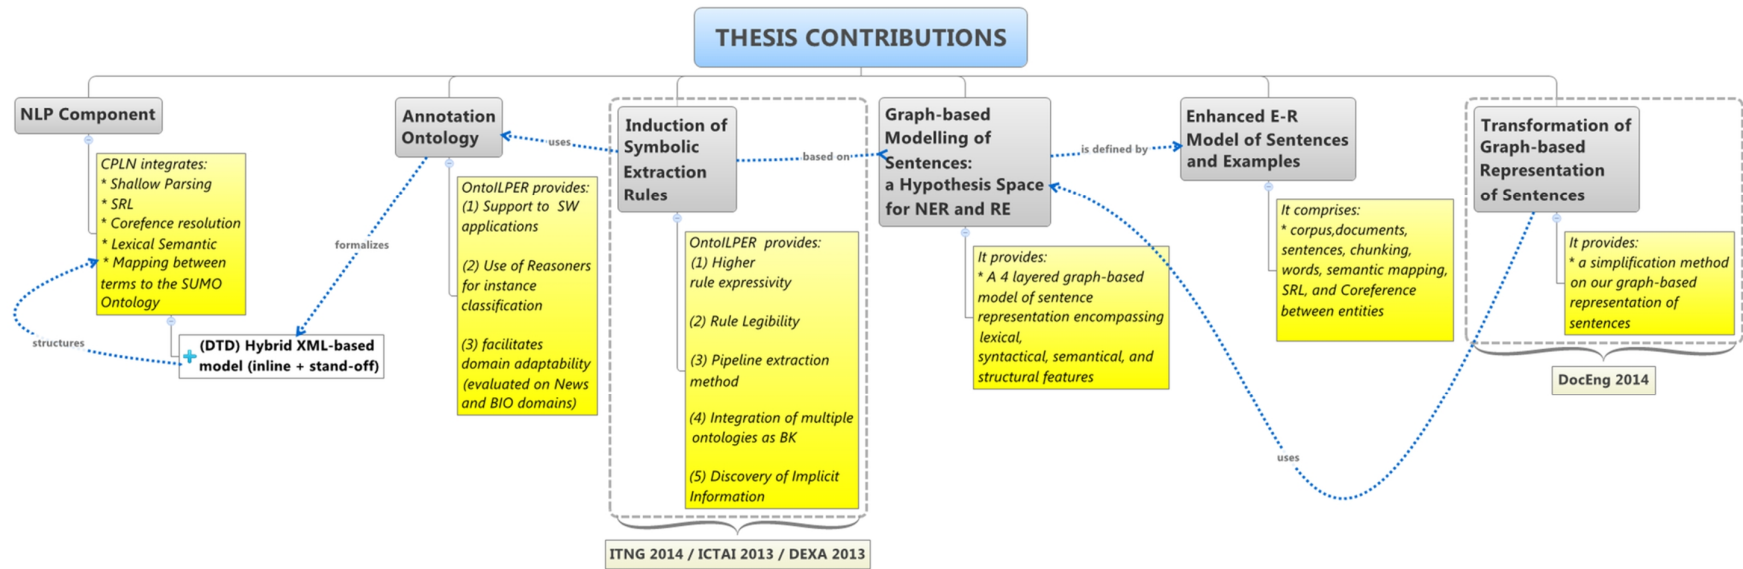 THESIS CONTRIBUTIONS
NLP Component
CPLN integrates:
* Shallow Parsing
* SRL
* Corefence resolution
* Lexical Semantic
* Mapping between
terms to the SUMO
Ontology
structures
(DTD) Hybrid XML-based
model (inline + stand-off)
formalizes
Annotation
Ontology
OntoILPER provides:
(1) Support to SW
applications
(2) Use of Reasoners
for instance
classification
(3) facilitates
domain adaptability
(evaluated on News
and BIO domains)
uses
Induction of
Symbolic
Extraction
Rules
OntoILPER provides:
(1) Higher
rule expressivity
(2) Rule Legibility
(3) Pipeline extraction
method
(4) Integration of multiple
ontologies as BK
(5) Discovery of Implicit
Information
ITNG 2014 / ICTAI 2013 / DEXA 2013
based on
Graph-based
Modelling of
Sentences:
a Hypothesis Space
for NER and RE
It provides:
* A 4 layered graph-based
model of sentence
representation encompassing
lexical,
syntactical, semantical, and
structural features
is defined by
Enhanced E-R
Model of Sentences
and Examples
It comprises:
* corpus,documents,
sentences, chunking,
words, semantic mapping,
SRL, and Coreference
between entities
uses
Transformation of
Graph-based
Representation
of Sentences
It provides:
* a simplification method
on our graph-based
representation of
sentences
DocEng 2014